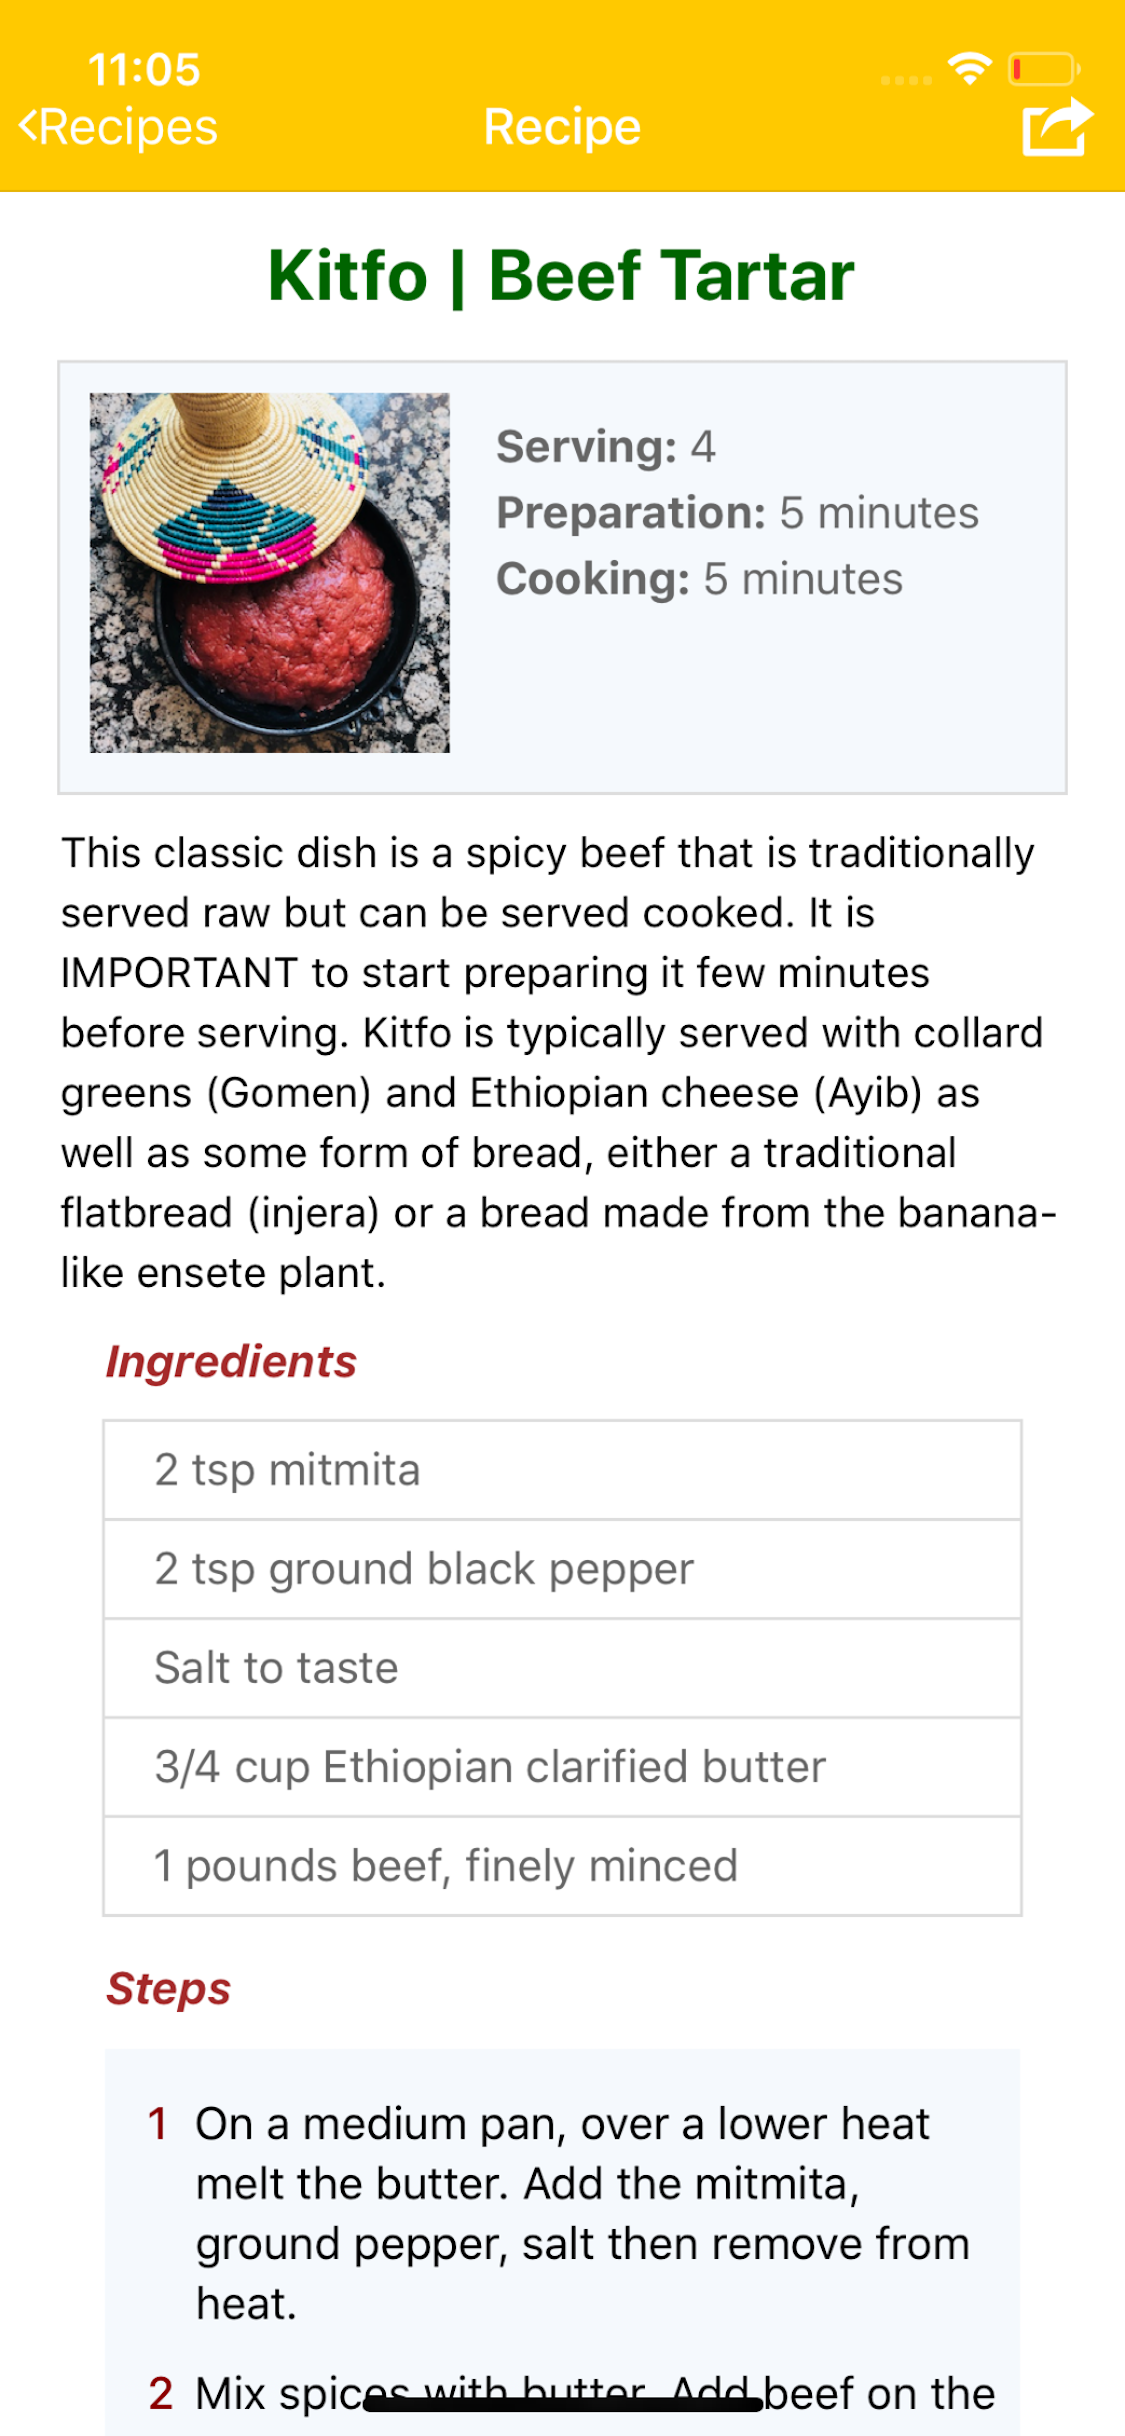 11:05
Recipes
Recipe
Kitfo | Beef Tartar
Serving: 4
Preparation: 5 minutes
Cooking: 5 minutes
This classic dish is a spicy beef that is traditionally
served raw but can be served cooked. It is
IMPORTANT to start preparing it few minutes
before serving. Kitfo is typically served with collard
greens (Gomen) and Ethiopian cheese (Ayib) as
well as some form of bread, either a traditional
flatbread (injera) or a bread made from the banana-
like ensete plant.
Ingredients
2 tsp mitmita
2 tsp ground black pepper
Salt to taste
3/4 cup Ethiopian clarified butter
1 pounds beef, finely minced
Steps
1 On a medium pan, over a lower heat
melt the butter. Add the mitmita,
ground pepper, salt then remove from
heat.
2 Mix spices with butter. Add beef on the